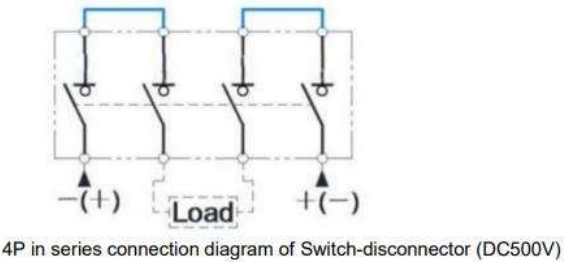 −(+) Load +(−)
4P in series connection diagram of Switch-disconnector (DC500V)